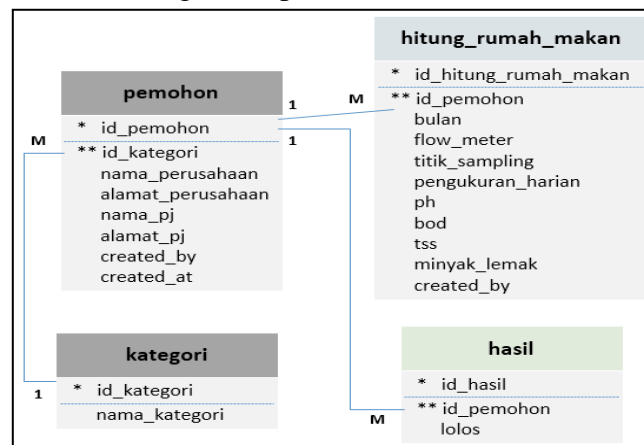 pemohon
* id_pemohon
** id_kategori
nama_perusahaan
alamat_perusahaan
nama_pj
alamat_pj
created_by
created_at
1
M
1
M
hitung_rumah_makan
* id_hitung_rumah_makan
** id_pemohon
bulan
flow_meter
titik_sampling
pengukuran_harian
ph
bod
tss
minyak_lemak
created_by
kategori
* id_kategori
nama_kategori
1
M
hasil
* id_hasil
** id_pemohon
lolos